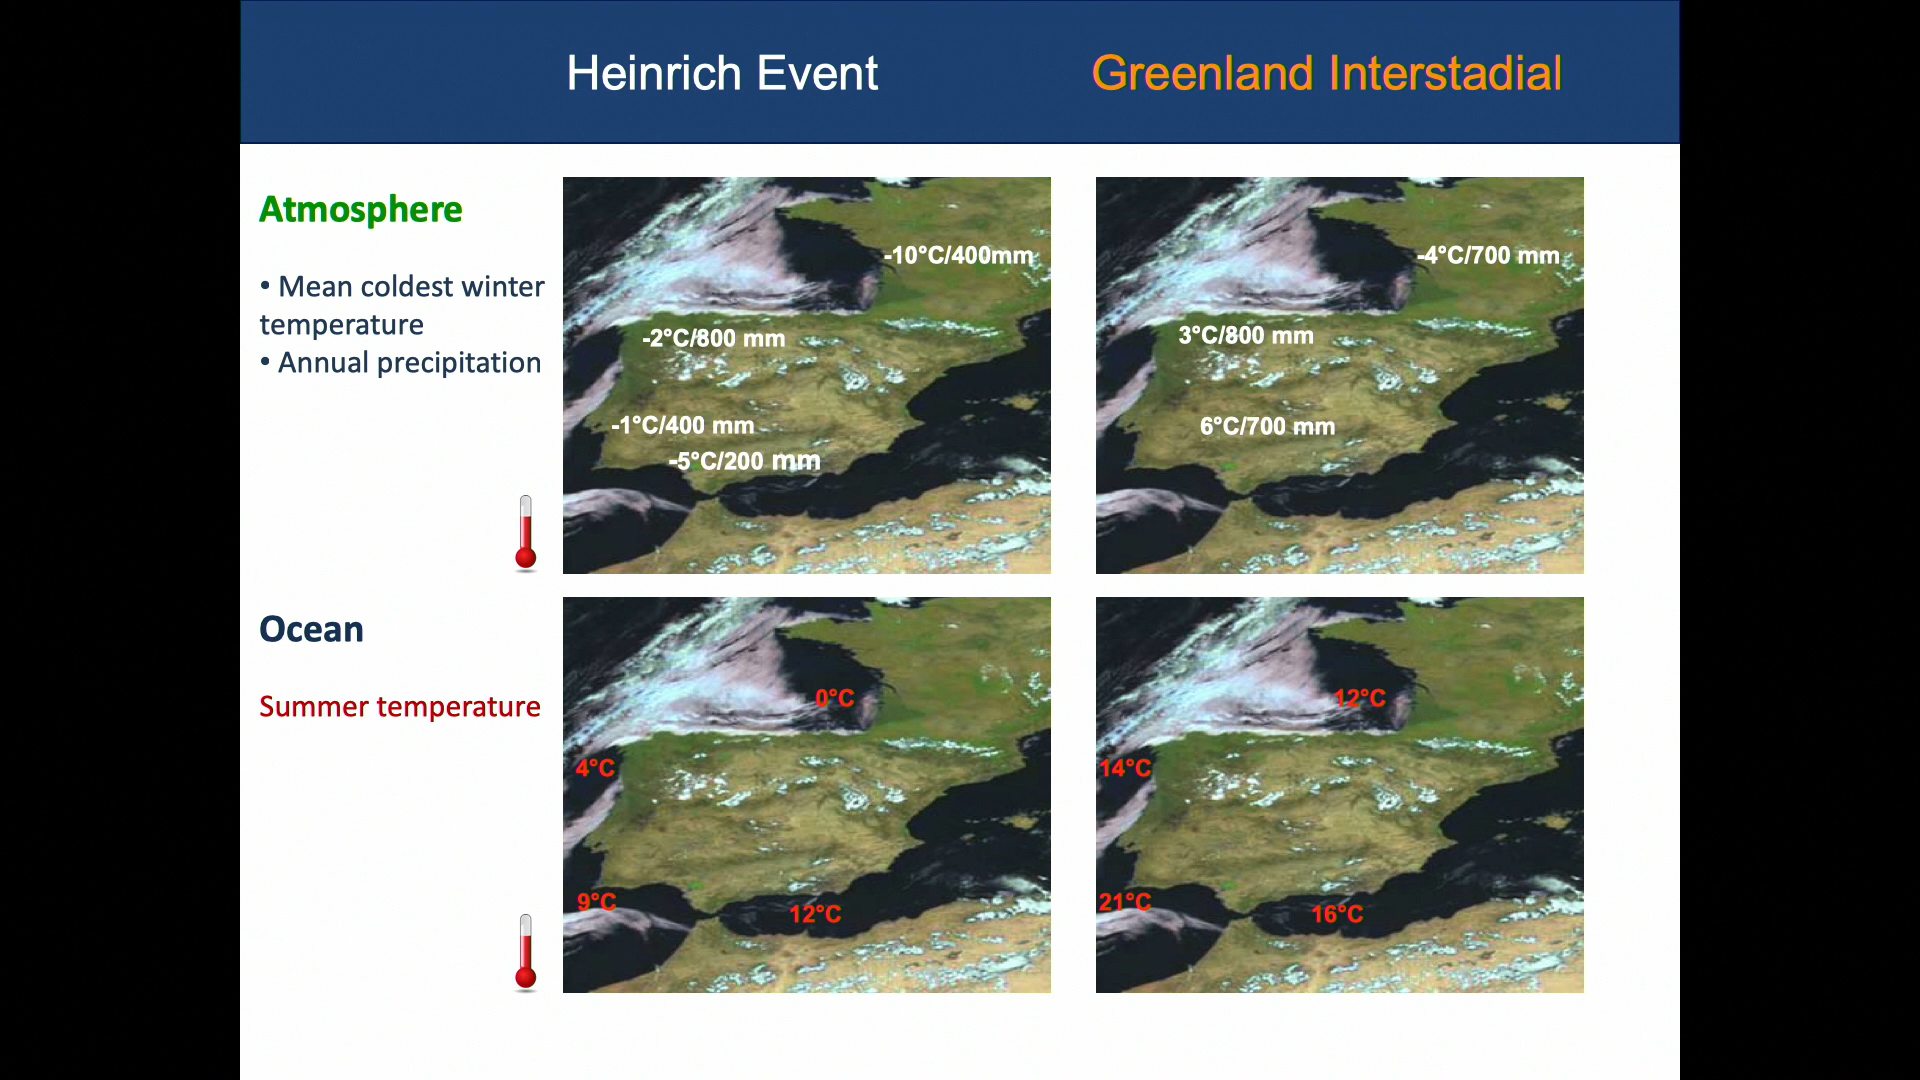 Heinrich Event
Greenland Interstadial
Atmosphere
• Mean coldest winter
temperature
• Annual precipitation
-10°C/400mm
-2°C/800 mm
-1°C/400 mm
-5°C/200 mm
-4°C/700 mm
3°C/800 mm
6°C/700 mm
Ocean
Summer temperature
0°C
4°C
9°C
12°C
12°C
14°C
21°C
16°C